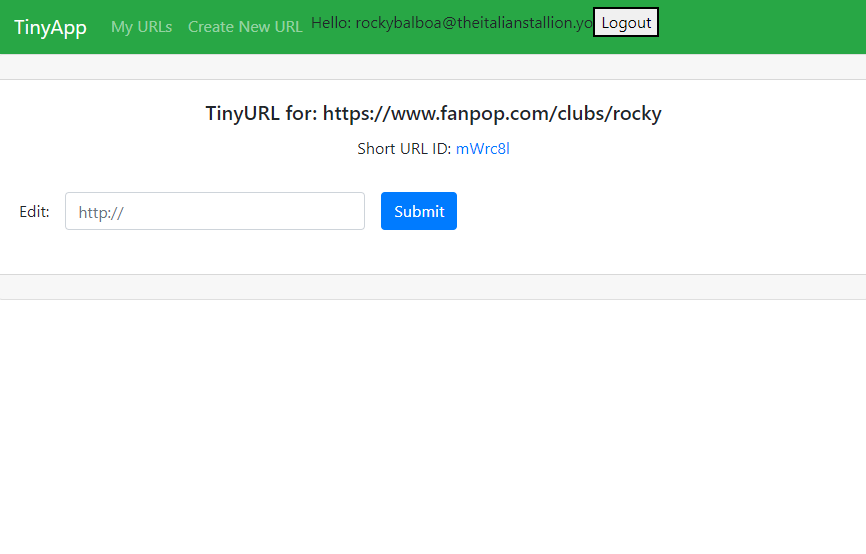 TinyApp My URLs Create New URL Hello: rockybalboa@theitalianstallion.yo Logout
TinyURL for: https://www.fanpop.com/clubs/rocky
Short URL ID: mWrc8l
Edit: http:// Submit